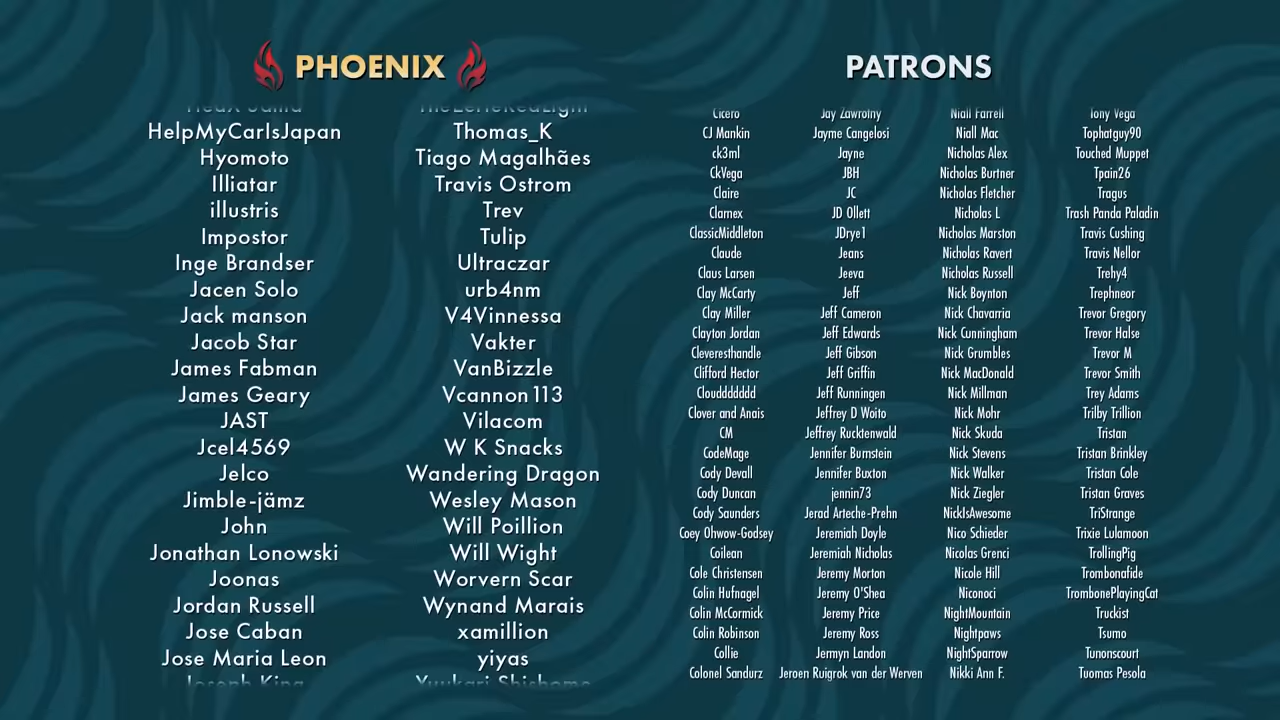 PHOENIX
HelpMyCarIsJapan
Hyomoto
Illiatar
illustris
Impostor
Inge Brandser
Jacen Solo
Jack manson
Jacob Star
James Fabman
James Geary
JAST
Jcel4569
Jelco
Jimble-jämz
John
Jonathan Lonowski
Joonas
Jordan Russell
Jose Caban
Jose Maria Leon
Joseph King
Thomas_K
Tiago Magalhães
Travis Ostrom
Trev
Tulip
Ultraczar
urb4nm
V4Vinnessa
Vakter
VanBizzle
Vcannon113
Vilacom
W K Snacks
Wandering Dragon
Wesley Mason
Will Poillion
Will Wight
Worvern Scar
Wynand Marais
xamillion
yiyas
PATRONS
Cicero
CJ Mankin
ck3ml
CkVega
Claire
Clamex
ClassicMiddleton
Claude
Claus Larsen
Clay McCarty
Clay Miller
Clayton Jordan
Cleveresthandle
Clifford Hector
Clouddddddd
Clover and Anais
CM
CodeMage
Cody Devall
Cody Duncan
Cody Saunders
Coey Ohwow-Godsey
Coilean
Cole Christensen
Colin Hufnagel
Colin McCormick
Colin Robinson
Collie
Colonel Sandurz
Jay Zawrotny
Jayme Cangelosi
Jayne
JBH
JC
JD Ollett
JDrye1
Jeans
Jeeva
Jeff
Jeff Cameron
Jeff Edwards
Jeff Gibson
Jeff Griffin
Jeff Runningen
Jeffrey D Woito
Jeffrey Rucktenwald
Jennifer Burnstein
Jennifer Buxton
jennin73
Jerad Arteche-Prehn
Jeremiah Doyle
Jeremiah Nicholas
Jeremy Morton
Jeremy O'Shea
Jeremy Price
Jeremy Ross
Jermyn Landon
Jeroen Ruigrok van der Werven
Niall Farrell
Niall Mac
Nicholas Alex
Nicholas Burtner
Nicholas Fletcher
Nicholas L
Nicholas Marston
Nicholas Ravert
Nicholas Russell
Nick Boynton
Nick Chavarria
Nick Cunningham
Nick Grumbles
Nick MacDonald
Nick Millman
Nick Mohr
Nick Skuda
Nick Stevens
Nick Walker
Nick Ziegler
NickIsAwesome
Nico Schieder
Nicolas Grenci
Nicole Hill
Niconoci
NightMountain
Nightpaws
NightSparrow
Nikki Ann F.
Tony Vega
Tophatguy90
Touched Muppet
Tpain26
Tragus
Trash Panda Paladin
Travis Cushing
Travis Nellor
Trehy4
Trephneor
Trevor Gregory
Trevor Halse
Trevor M
Trevor Smith
Trey Adams
Trilby Trillion
Tristan
Tristan Brinkley
Tristan Cole
Tristan Graves
TriStrange
Trixie Lulamoon
TrollingPig
Trombonafide
TrombonePlayingCat
Truckist
Tsumo
Tunonscourt
Tuomas Pesola